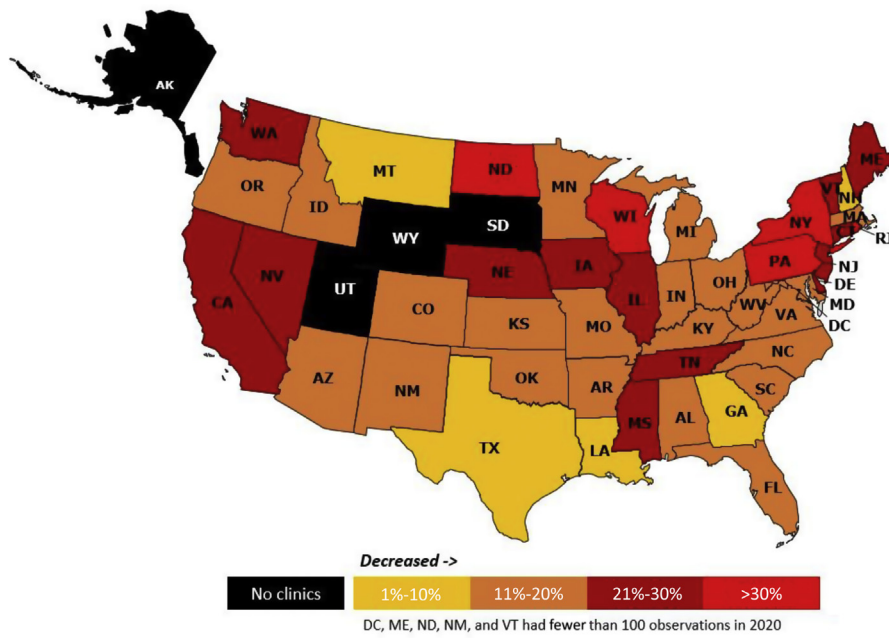 AK
WA
ME
MT
ND
VT
NH
OR
MN
ID
WI
NY
MA
SD
MI
CT
RI
WY
PA
NE
IA
NJ
NV
OH
DE
UT
IL
IN
CA
CO
WV
MD
VA
KS
MO
KY
DC
NC
TN
AZ
OK
NM
AR
SC
MS
AL
GA
TX
LA
FL
Decreased ->
No clinics 1%-10% 11%-20% 21%-30% >30%
DC, ME, ND, NM, and VT had fewer than 100 observations in 2020